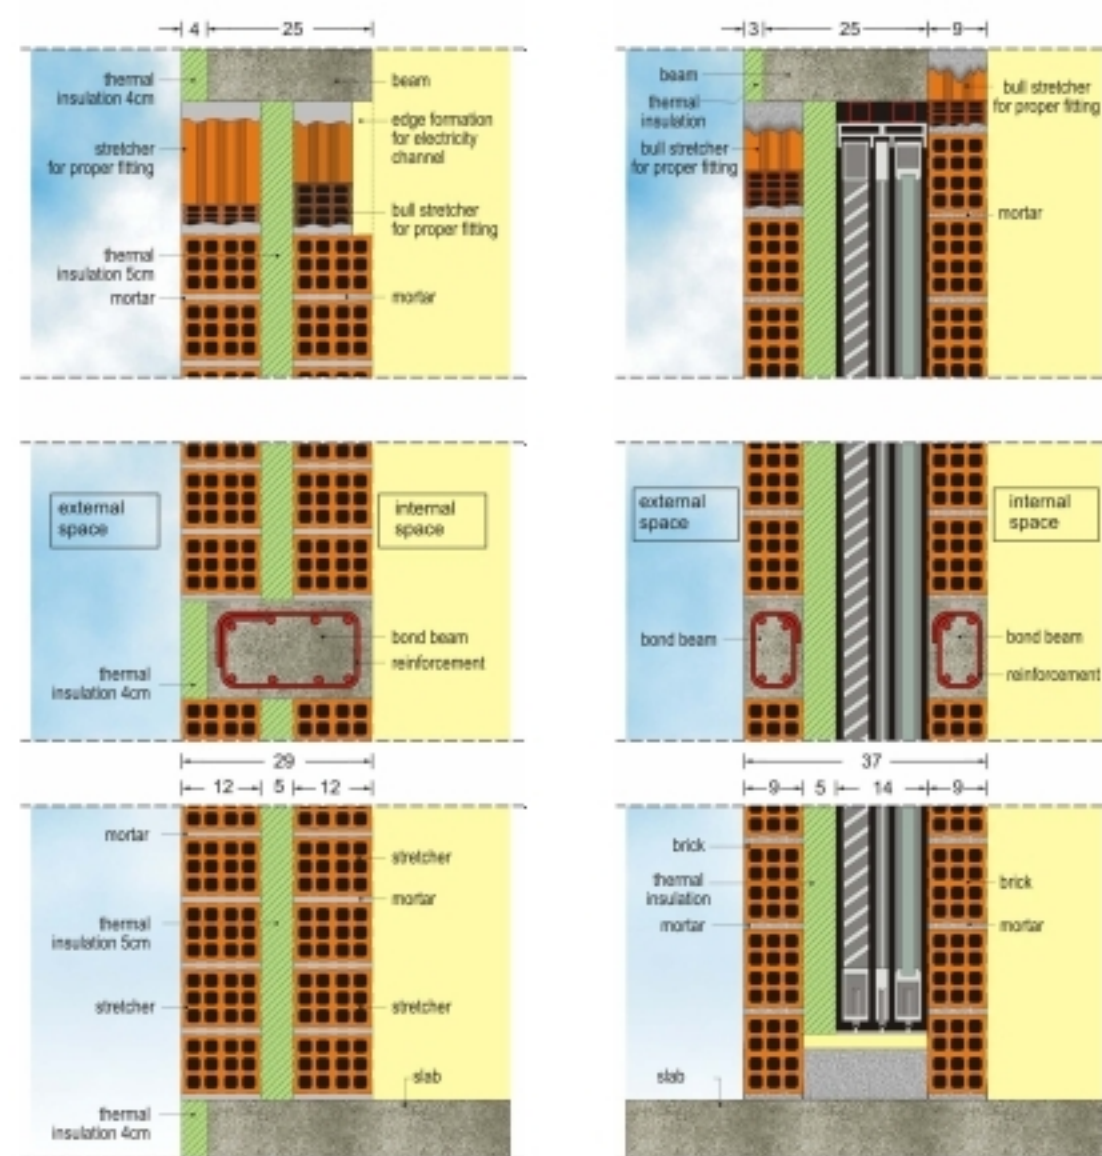 4 25
thermal
insulation 4cm
beam
edge formation
for electricity
channel
stretcher
for proper fitting
bull stretcher
for proper fitting
thermal
insulation 5cm
mortar
mortar
3 25 9
beam
thermal
insulation
bull stretcher
for proper fitting
bull stretcher
for proper fitting
mortar
external
space
internal
space
bond beam
reinforcement
thermal
insulation 4cm
external
space
internal
space
bond beam
bond beam
reinforcement
29
12 5 12
mortar
stretcher
mortar
thermal
insulation 5cm
stretcher
stretcher
slab
thermal
insulation 4cm
37
9 5 14 9
brick
thermal
insulation
brick
mortar
mortar
slab